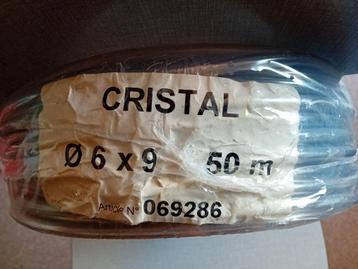 CRISTAL
Ø 6 x 9 50 m
Article N° 069286